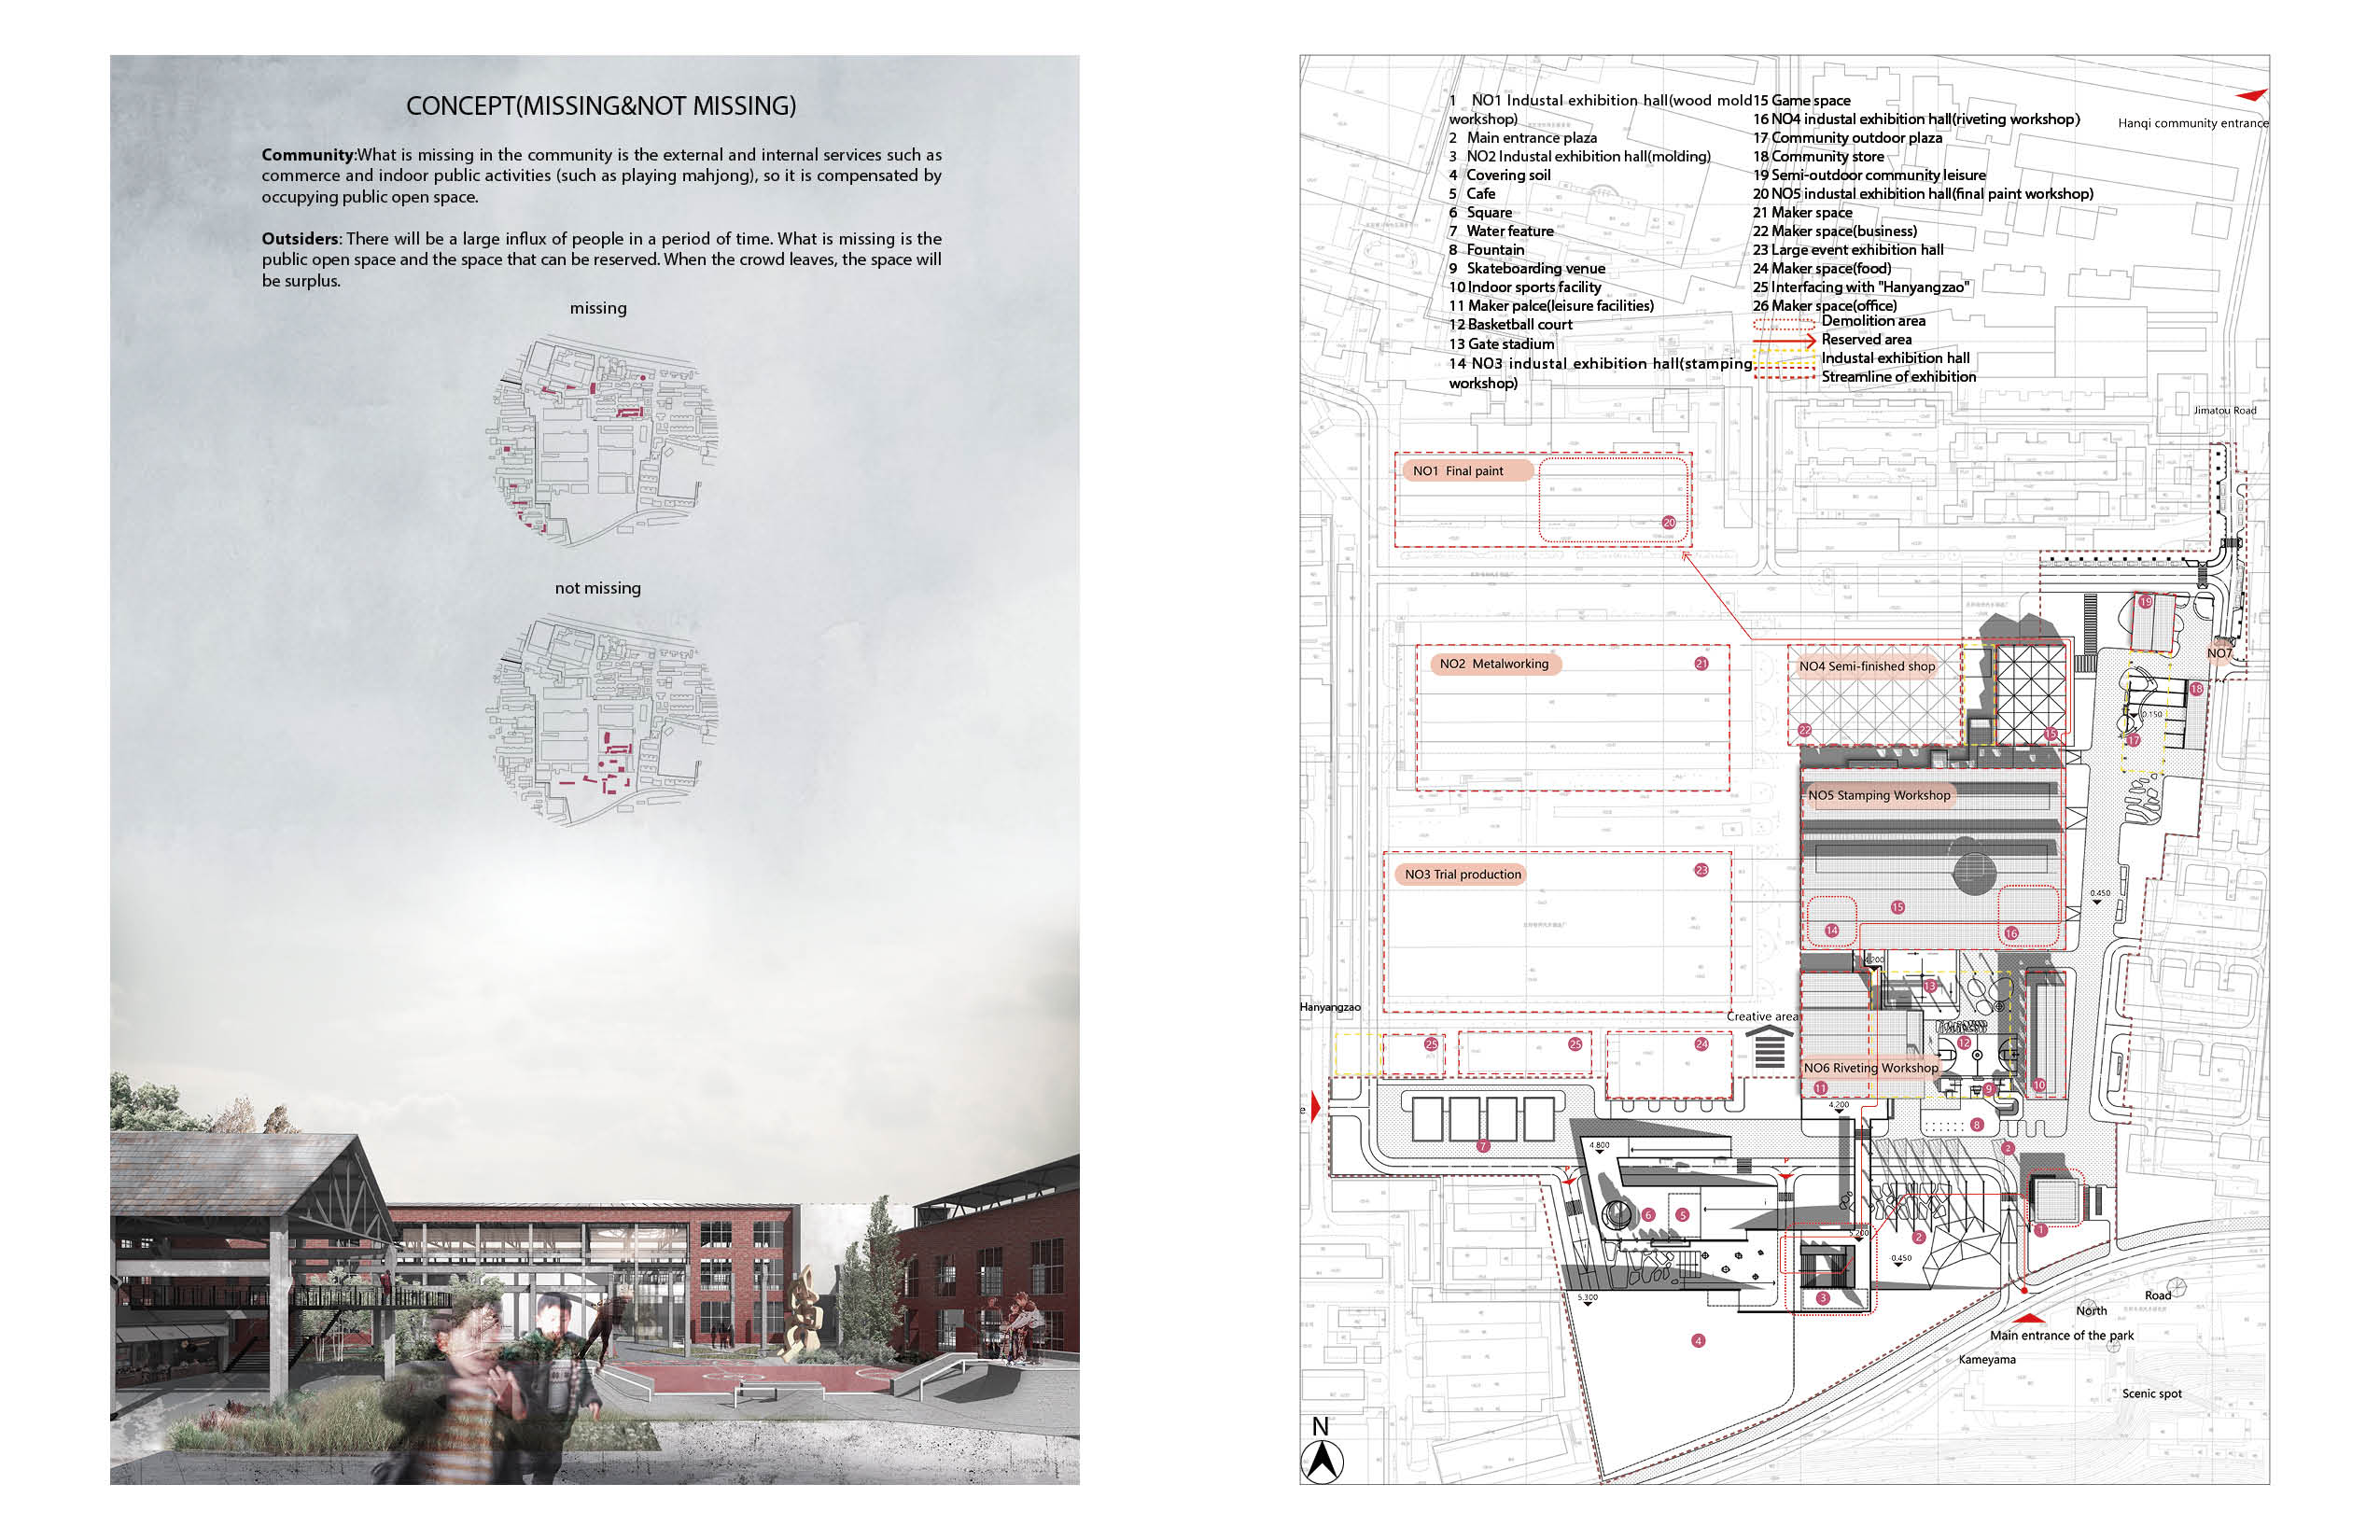 CONCEPT(MISSING&NOT MISSING)
Community:What is missing in the community is the external and internal services such as
commerce and indoor public activities (such as playing mahjong), so it is compensated by
occupying public open space.
Outsiders: There will be a large influx of people in a period of time. What is missing is the
public open space and the space that can be reserved. When the crowd leaves, the space will
be surplus.
missing
not missing
1 NO1 Industal exhibition hall(wood mold
workshop)
2 Main entrance plaza
3 NO2 Industal exhibition hall(molding)
4 Covering soil
5 Cafe
6 Square
7 Water feature
8 Fountain
9 Skateboarding venue
10 Indoor sports facility
11 Maker palce(leisure facilities)
12 Basketball court
13 Gate stadium
14 NO3 industal exhibition hall(stamping
workshop)
15 Game space
16 NO4 industal exhibition hall(riveting workshop)
17 Community outdoor plaza
18 Community store
19 Semi-outdoor community leisure
20 NO5 industal exhibition hall(final paint workshop)
21 Maker space
22 Maker space(business)
23 Large event exhibition hall
24 Maker space(food)
25 Interfacing with "Hanyangzao"
26 Maker space(office)
Demolition area
Reserved area
Industal exhibition hall
Streamline of exhibition
Hanqi community entrance
Jimatou Road
NO1 Final paint
20
19
NO7
NO2 Metalworking
21
NO4 Semi-finished shop
22
15
18
0.150
17
NO5 Stamping Workshop
NO3 Trial production
23
0.450
15
14
16
4.200
13
Hanyangzao
Creative area
25
25
24
12
NO6 Riveting Workshop
11
9
10
4.200
8
e
7
4.800
2
P
P
6
5
1
2
5.200
0.450
5.300
3
4
Road
North
Main entrance of the park
Kameyama
Scenic spot
N